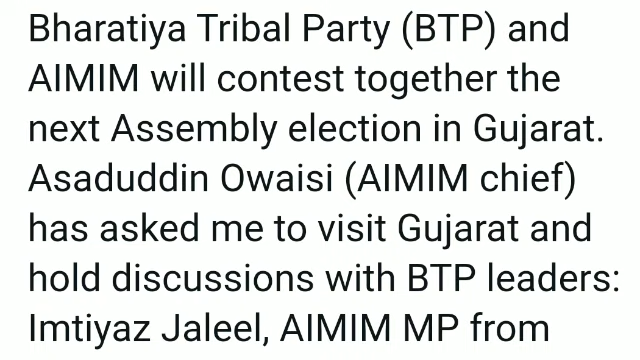 Bharatiya Tribal Party (BTP) and
AIMIM will contest together the
next Assembly election in Gujarat.
Asaduddin Owaisi (AIMIM chief)
has asked me to visit Gujarat and
hold discussions with BTP leaders:
Imtiyaz Jaleel, AIMIM MP from